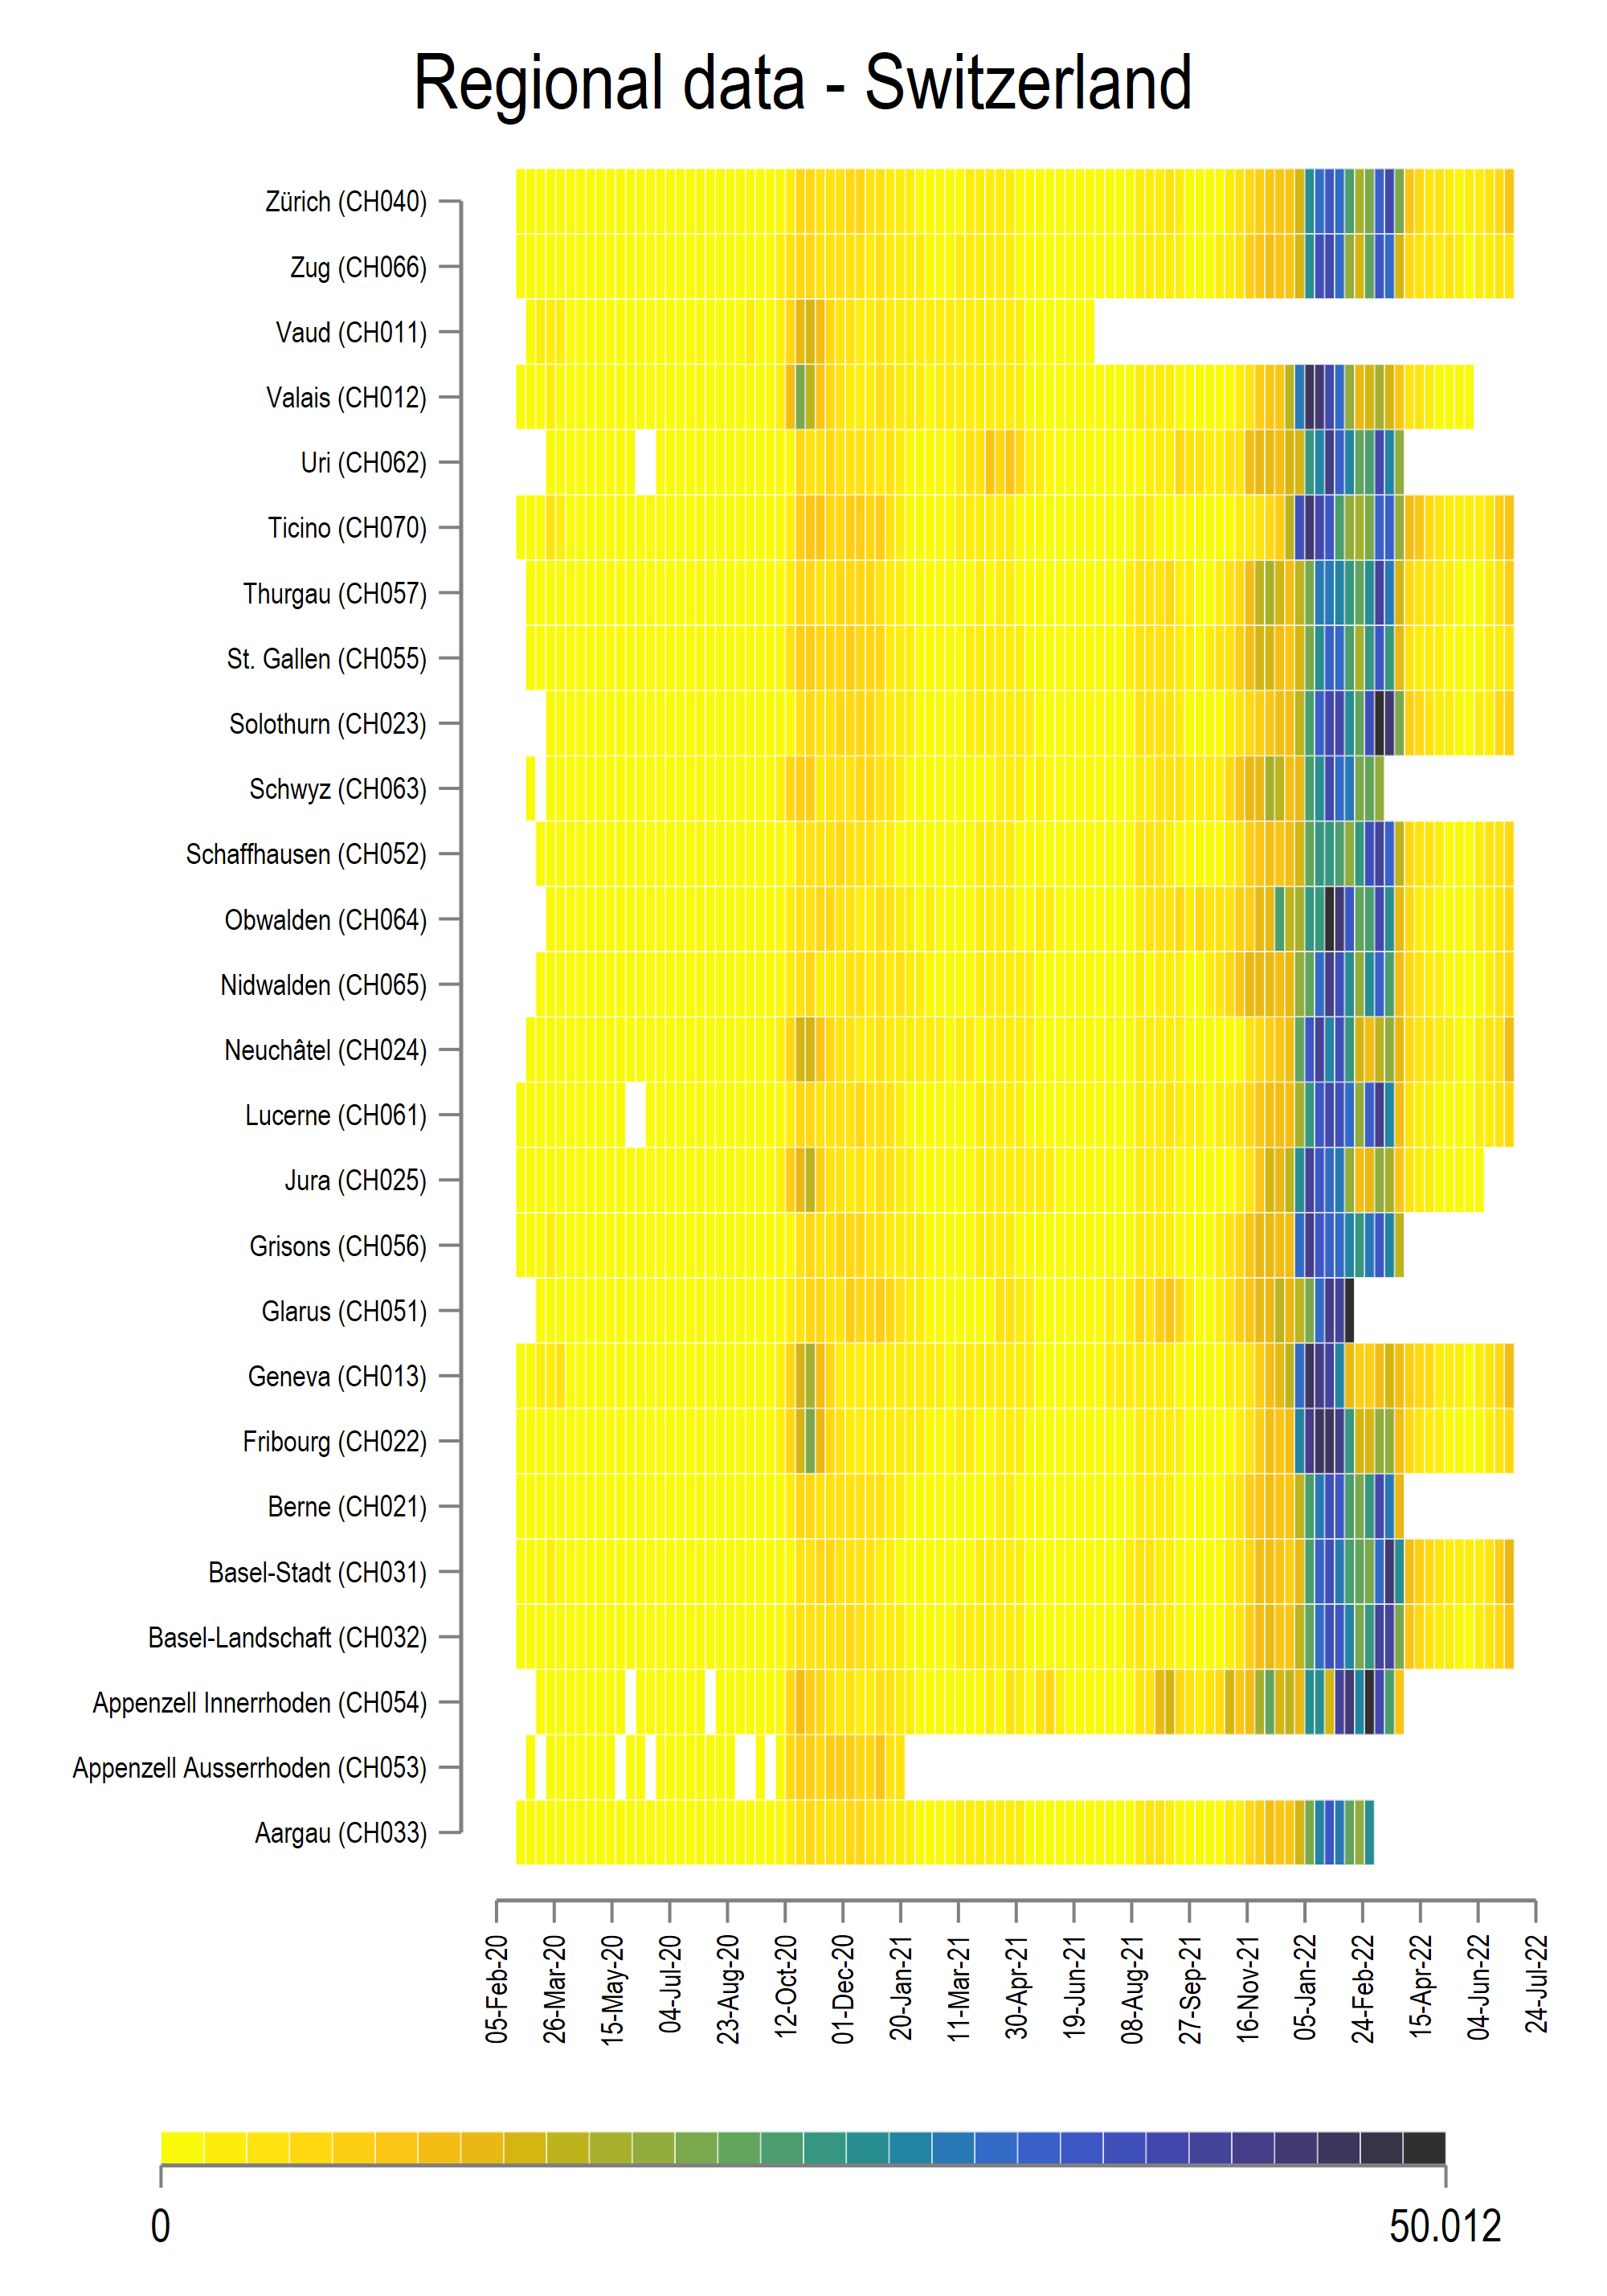 Regional data - Switzerland
Zürich (CH040)
Zug (CH066)
Vaud (CH011)
Valais (CH012)
Uri (CH062)
Ticino (CH070)
Thurgau (CH057)
St. Gallen (CH055)
Solothurn (CH023)
Schwyz (CH063)
Schaffhausen (CH052)
Obwalden (CH064)
Nidwalden (CH065)
Neuchâtel (CH024)
Lucerne (CH061)
Jura (CH025)
Grisons (CH056)
Glarus (CH051)
Geneva (CH013)
Fribourg (CH022)
Berne (CH021)
Basel-Stadt (CH031)
Basel-Landschaft (CH032)
Appenzell Innerrhoden (CH054)
Appenzell Ausserrhoden (CH053)
Aargau (CH033)
05-Feb-20
26-Mar-20
15-May-20
04-Jul-20
23-Aug-20
12-Oct-20
01-Dec-20
20-Jan-21
11-Mar-21
30-Apr-21
19-Jun-21
08-Aug-21
27-Sep-21
16-Nov-21
05-Jan-22
24-Feb-22
15-Apr-22
04-Jun-22
24-Jul-22
0
50.012